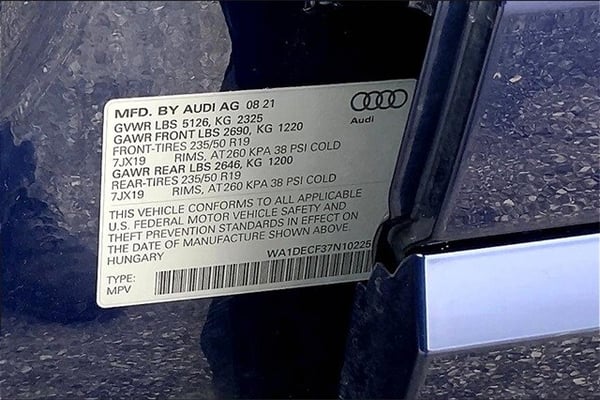 MFD. BY AUDI AG 08 21
GVWR LBS 5126, KG 2325
GAWR FRONT LBS 2690, KG 1220
FRONT-TIRES 235/50 R19
7JX19 RIMS, AT 260 KPA 38 PSI COLD
GAWR REAR LBS 2646, KG 1200
REAR-TIRES 235/50 R19
7JX19 RIMS, AT 260 KPA 38 PSI COLD
Audi
THIS VEHICLE CONFORMS TO ALL APPLICABLE
U.S. FEDERAL MOTOR VEHICLE SAFETY AND
THEFT PREVENTION STANDARDS IN EFFECT ON
THE DATE OF MANUFACTURE SHOWN ABOVE.
HUNGARY WA1DECF37N10225
TYPE:
MPV